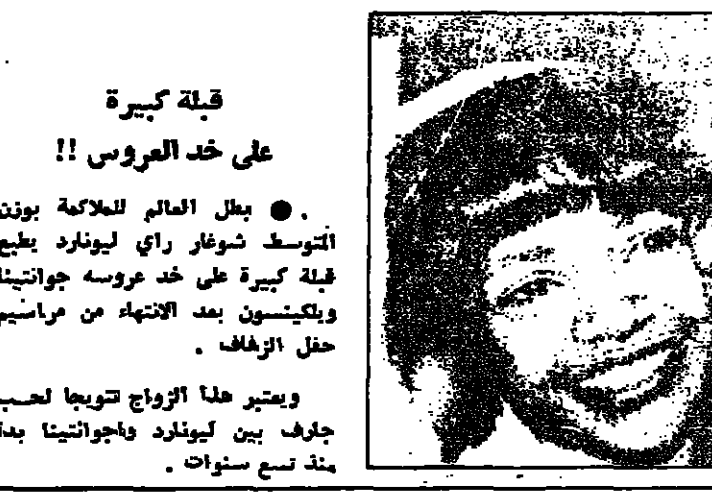 قبلة كبيرة
على خد العروس !!
● بطل العالم للملاكمة بوزن
المتوسط شوغار راي ليونارد يطبع
قبلة كبيرة على خد عروسه جوانتينا
ويلكينسون بعد الانتهاء من مراسيم
حفل الزفاف .
ويعتبر هذا الزواج تتويجا لحب
جارف بين ليونارد واجوانتينا بدأ
منذ تسع سنوات .